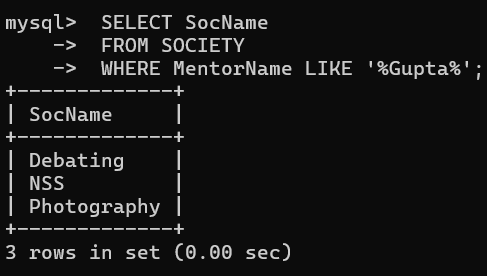 mysql>  SELECT SocName
    ->  FROM SOCIETY
    ->  WHERE MentorName LIKE '%Gupta%';
+-------------+
| SocName     |
+-------------+
| Debating    |
| NSS         |
| Photography |
+-------------+
3 rows in set (0.00 sec)